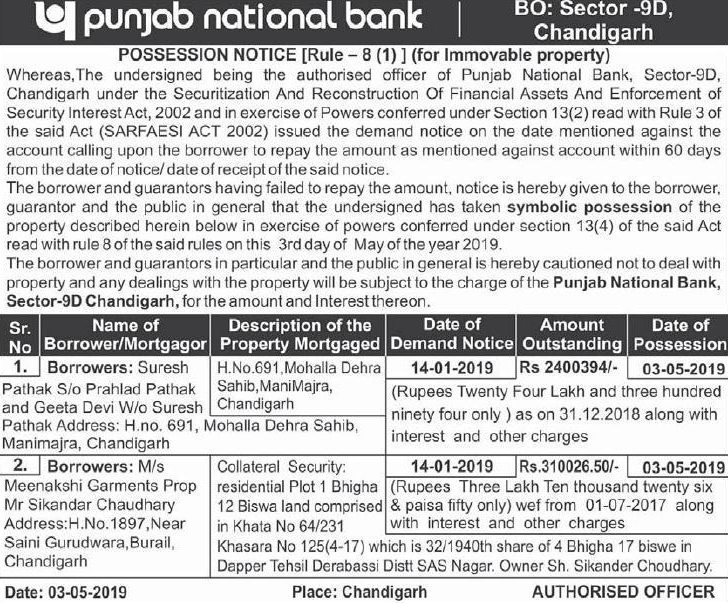 punjab national bank
BO: Sector -9D,
Chandigarh
POSSESSION NOTICE [Rule – 8 (1) ] (for Immovable property)
Whereas,The undersigned being the authorised officer of Punjab National Bank, Sector-9D,
Chandigarh under the Securitization And Reconstruction Of Financial Assets And Enforcement of
Security Interest Act, 2002 and in exercise of Powers conferred under Section 13(2) read with Rule 3 of
the said Act (SARFAESI ACT 2002) issued the demand notice on the date mentioned against the
account calling upon the borrower to repay the amount as mentioned against account within 60 days
from the date of notice/ date of receipt of the said notice.
The borrower and guarantors having failed to repay the amount, notice is hereby given to the borrower,
guarantor and the public in general that the undersigned has taken symbolic possession of the
property described herein below in exercise of powers conferred under section 13(4) of the said Act
read with rule 8 of the said rules on this 3rd day of May of the year 2019.
The borrower and guarantors in particular and the public in general is hereby cautioned not to deal with
property and any dealings with the property will be subject to the charge of the Punjab National Bank,
Sector-9D Chandigarh, for the amount and Interest thereon.
Sr. No
Name of Borrower/Mortgagor
Description of the Property Mortgaged
Date of Demand Notice
Amount Outstanding
Date of Possession
1. Borrowers: Suresh
Pathak S/o Prahlad Pathak
and Geeta Devi W/o Suresh
Pathak Address: H.no. 691, Mohalla Dehra Sahib,
Manimajra, Chandigarh
H.No.691,Mohalla Dehra
Sahib,ManiMajra,
Chandigarh
14-01-2019
Rs 2400394/-
03-05-2019
(Rupees Twenty Four Lakh and three hundred
ninety four only ) as on 31.12.2018 along with
interest and other charges
2. Borrowers: M/s
Meenakshi Garments Prop
Mr Sikandar Chaudhary
Address:H.No.1897,Near
Saini Gurudwara,Burail,
Chandigarh
Collateral Security:
residential Plot 1 Bhigha
12 Biswa land comprised
in Khata No 64/231
Khasara No 125(4-17) which is 32/1940th share of 4 Bhigha 17 biswe in
Dapper Tehsil Derabassi Distt SAS Nagar. Owner Sh. Sikander Choudhary.
14-01-2019
Rs.310026.50/-
03-05-2019
(Rupees Three Lakh Ten thousand twenty six
& paisa fifty only) wef from 01-07-2017 along
with interest and other charges
Date: 03-05-2019
Place: Chandigarh
AUTHORISED OFFICER